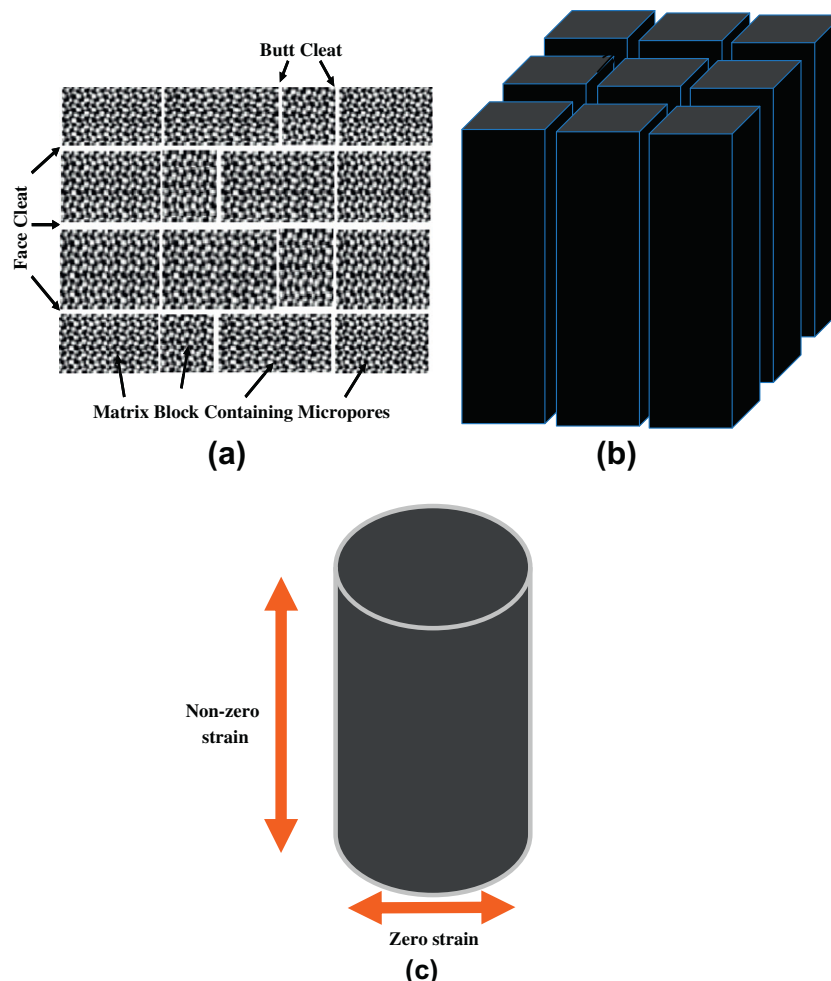 Butt Cleat
Face Cleat
Matrix Block Containing Micropores
(a)
(b)
Non-zero
strain
Zero strain
(c)